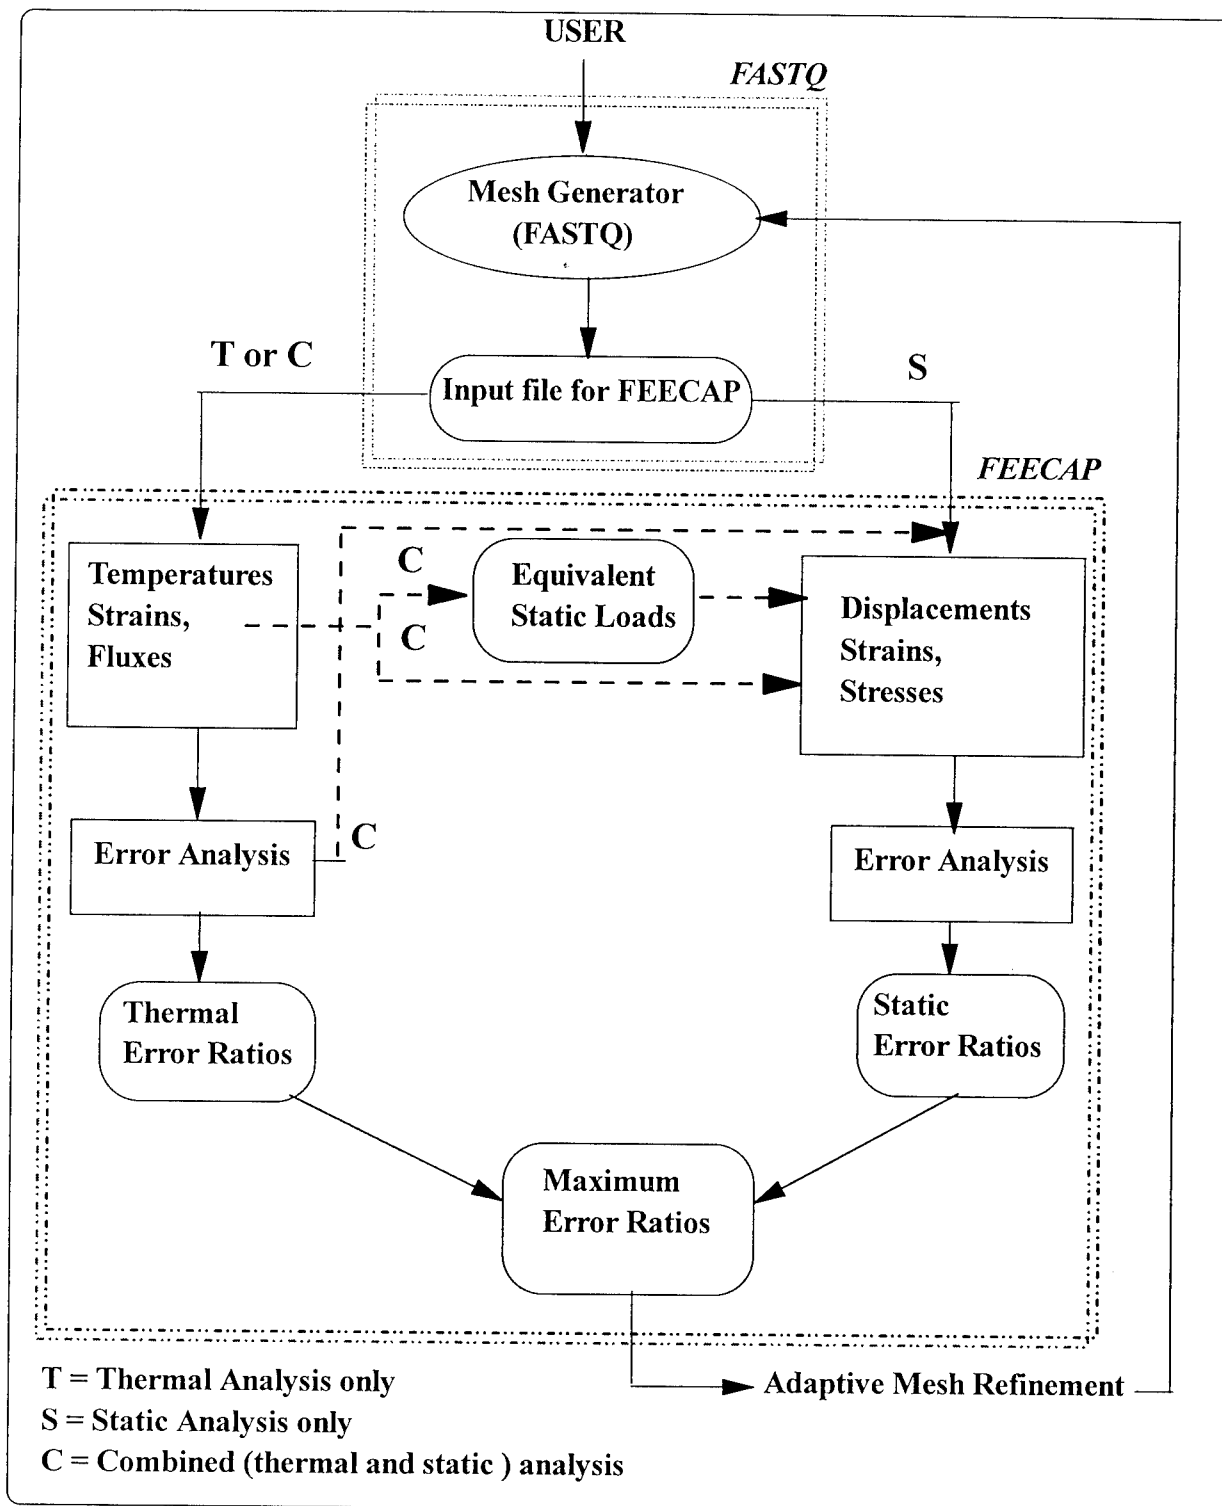 USER
FASTQ
Mesh Generator
(FASTQ)
T or C
S
Input file for FEECAP
FEECAP
Temperatures
Strains,
Fluxes
C
C
Equivalent
Static Loads
Displacements
Strains,
Stresses
Error Analysis
C
Error Analysis
Thermal
Error Ratios
Static
Error Ratios
Maximum
Error Ratios
Adaptive Mesh Refinement
T = Thermal Analysis only
S = Static Analysis only
C = Combined (thermal and static ) analysis